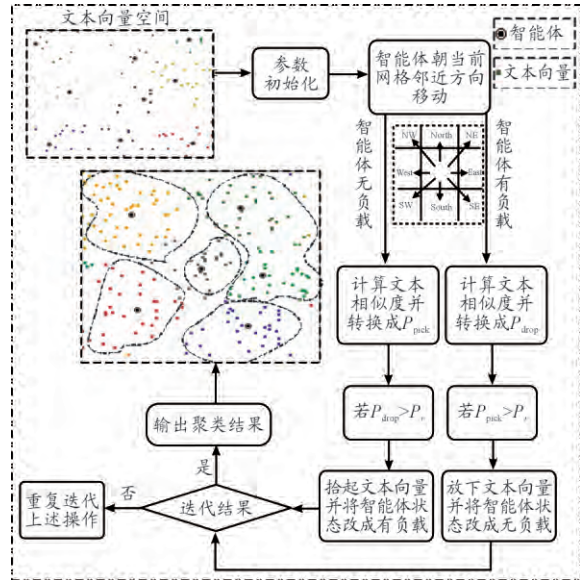 文本向量空间
智能体
文本向量
参数
初始化
智能体朝当前
网格邻近方向
移动
智能体无负载
NW North NE
West East
SW South SE
智能体有负载
计算文本
相似度并
转换成Ppick
计算文本
相似度并
转换成Pdrop
若Pdrop>Pr
若Ppick>Pr
拾起文本向量
并将智能体状
态改成有负载
放下文本向量
并将智能体状
态改成无负载
迭代结果
是
否
输出聚类结果
重复迭代
上述操作